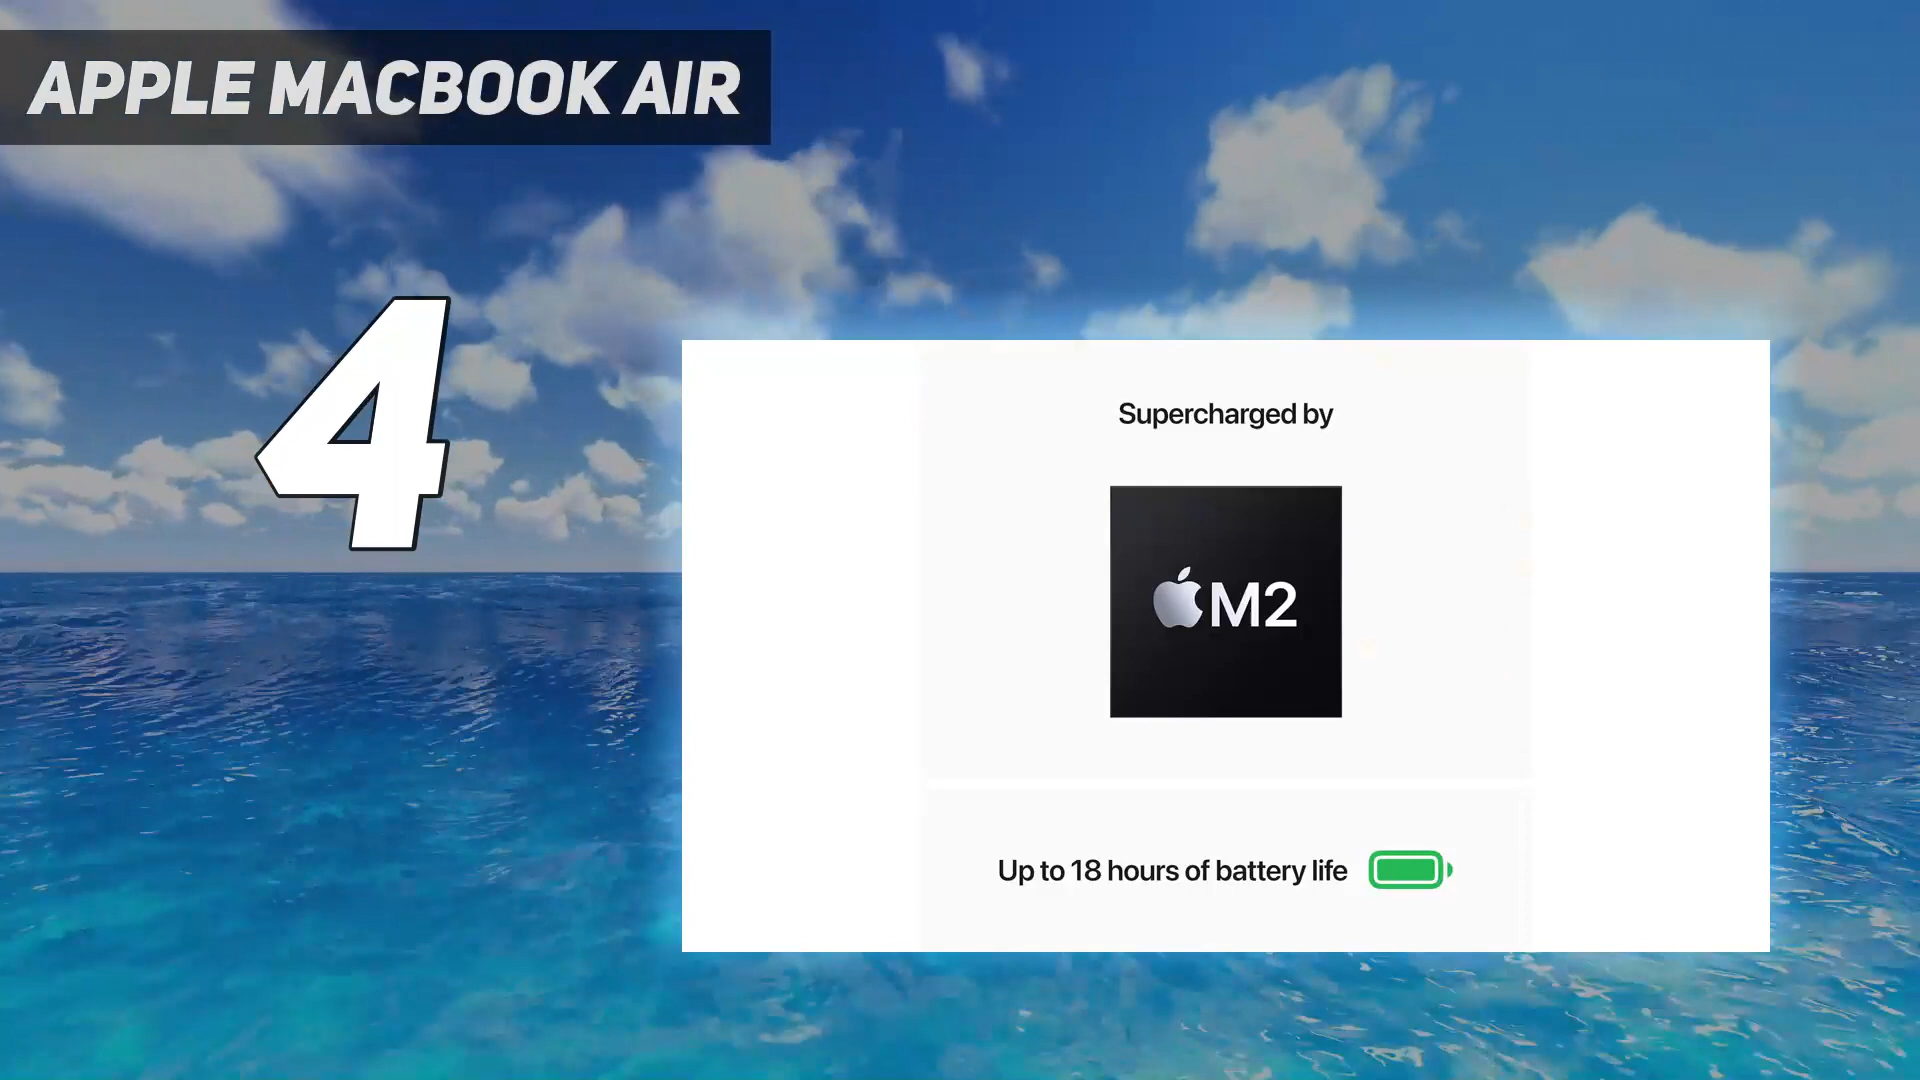 APPLE MACBOOK AIR
4
Supercharged by
M2
Up to 18 hours of battery life